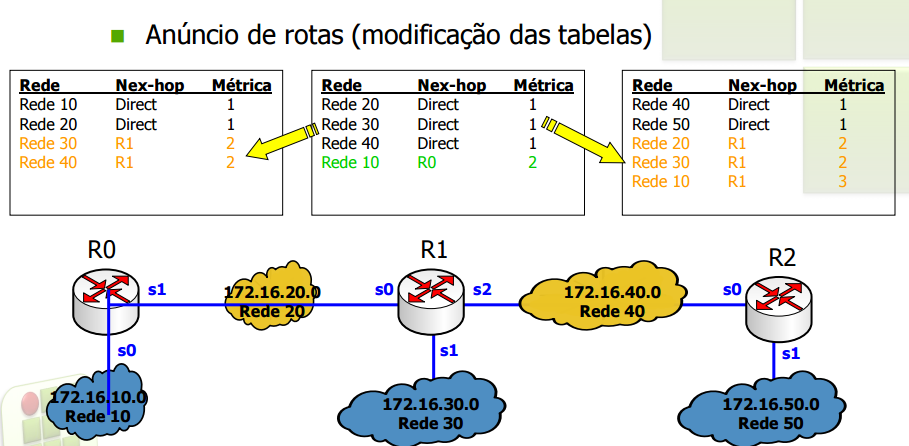 Anúncio de rotas (modificação das tabelas)
Rede Nex-hop Métrica
Rede 10 Direct 1
Rede 20 Direct 1
Rede 30 R1 2
Rede 40 R1 2
Rede Nex-hop Métrica
Rede 20 Direct 1
Rede 30 Direct 1
Rede 40 Direct 1
Rede 10 R0 2
Rede Nex-hop Métrica
Rede 40 Direct 1
Rede 50 Direct 1
Rede 20 R1 2
Rede 30 R1 2
Rede 10 R1 3
R0
R1
R2
s1
172.16.20.0
Rede 20
s0
s2
172.16.40.0
Rede 40
s0
s0
s1
s1
172.16.10.0
Rede 10
172.16.30.0
Rede 30
172.16.50.0
Rede 50